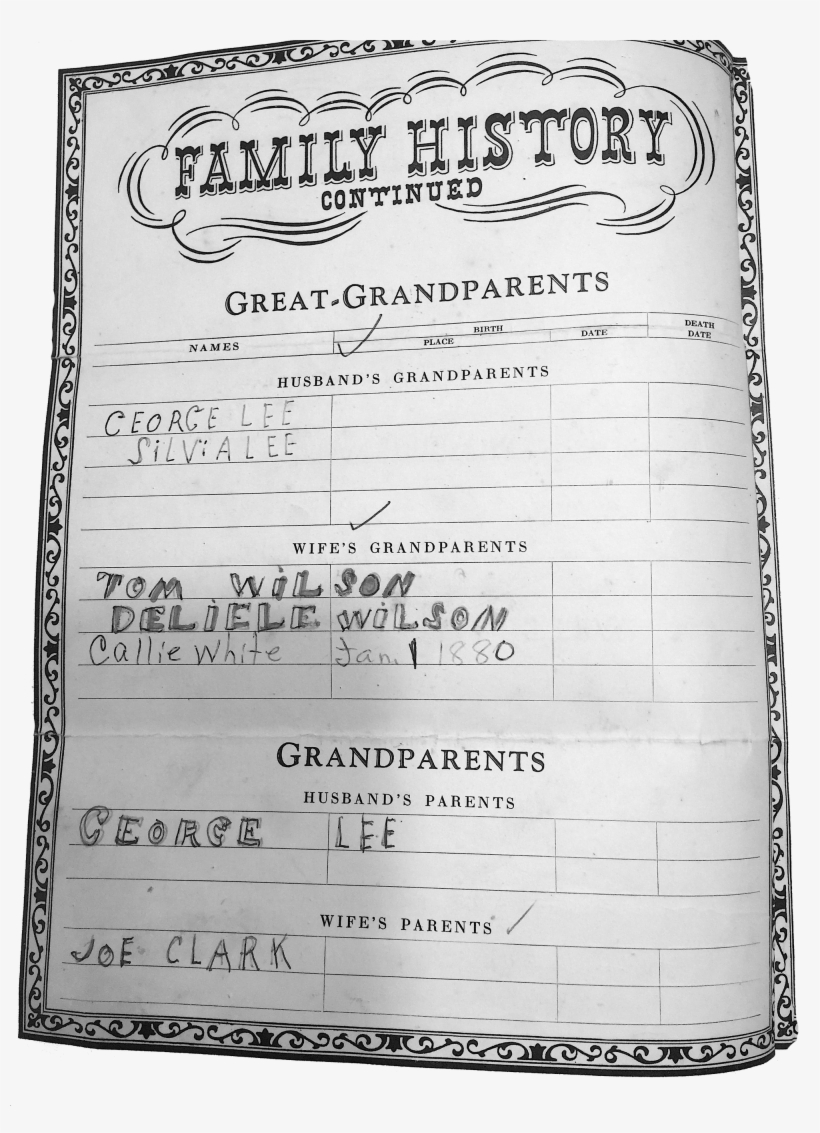 FAMILY HISTORY
CONTINUED
GREAT-GRANDPARENTS
NAMES BIRTH PLACE DATE DEATH DATE
HUSBAND'S GRANDPARENTS
GEORGE LEE
SILVIA LEE
WIFE'S GRANDPARENTS
TOM WILSON
DELIELE WILSON
Callie White Jan. 1 1880
GRANDPARENTS
HUSBAND'S PARENTS
GEORGE LEE
WIFE'S PARENTS
JOE CLARK